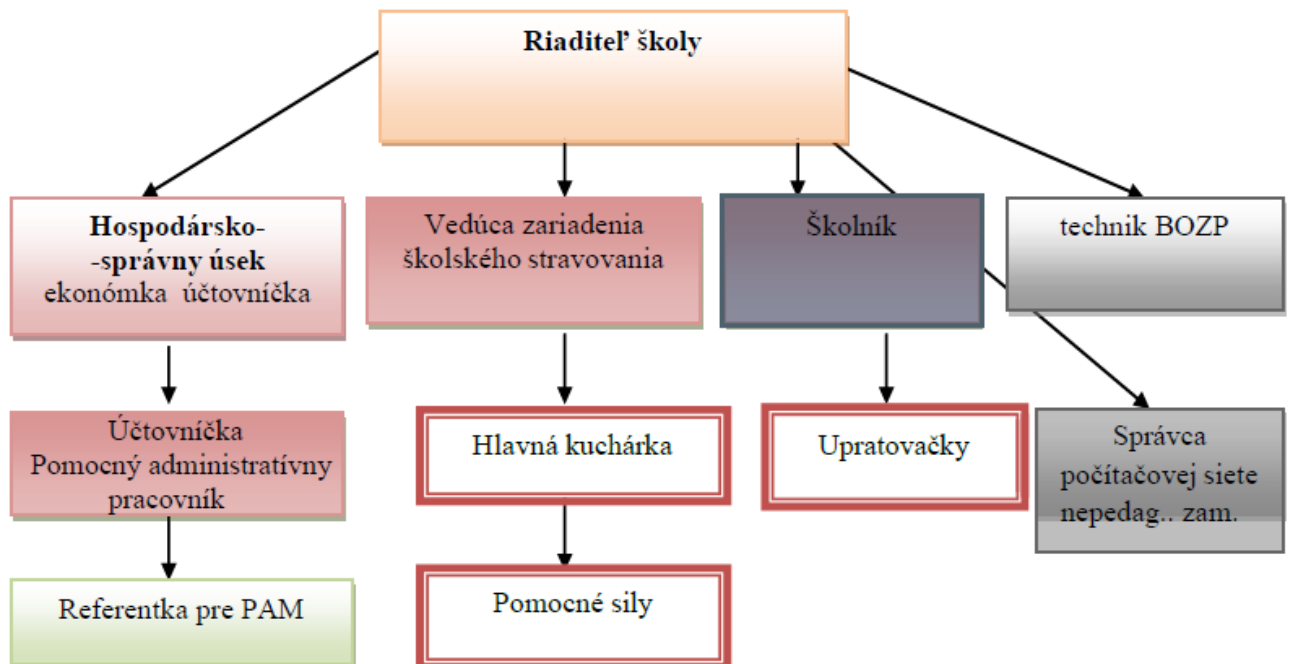 Riaditeľ školy
Hospodársko-
-správny úsek
ekonómka účtovníčka
Vedúca zariadenia
školského stravovania
Školník
technik BOZP
Účtovníčka
Pomocný administratívny
pracovník
Hlavná kuchárka
Upratovačky
Správca
počítačovej siete
nepedag.. zam.
Referentka pre PAM
Pomocné sily